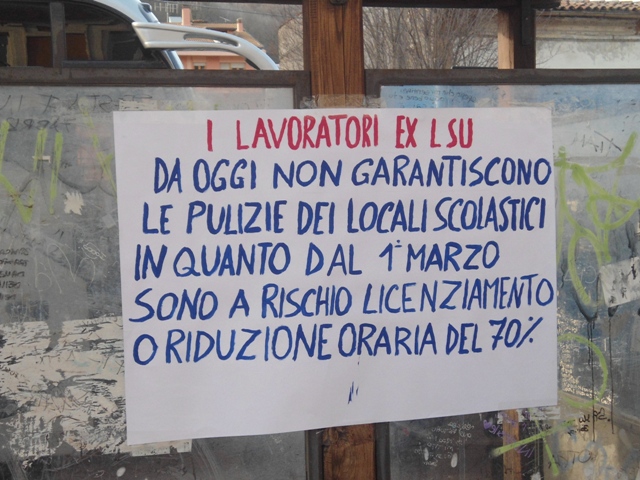 I LAVORATORI EX LSU
DA OGGI NON GARANTISCONO
LE PULIZIE DEI LOCALI SCOLASTICI
IN QUANTO DAL 1° MARZO
SONO A RISCHIO LICENZIAMENTO
O RIDUZIONE ORARIA DEL 70%